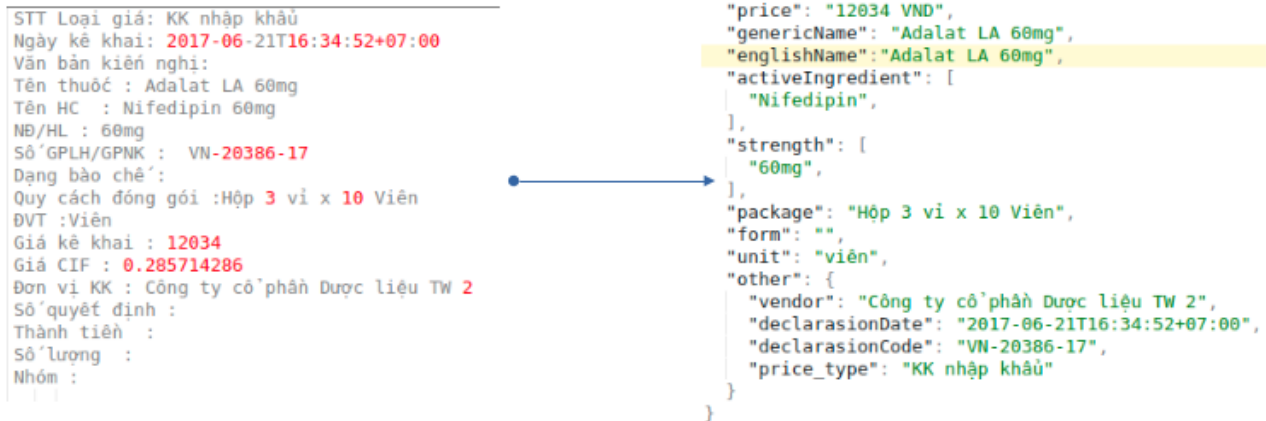 STT Loại giá: KK nhập khẩu
Ngày kê khai: 2017-06-21T16:34:52+07:00
Văn bản kiến nghị:
Tên thuốc : Adalat LA 60mg
Tên HC  : Nifedipin 60mg
NĐ/HL : 60mg
Số GPLH/GPNK :  VN-20386-17
Dạng bào chế :
Quy cách đóng gói :Hộp 3 vỉ x 10 Viên
ĐVT :Viên
Giá kê khai : 12034
Giá CIF : 0.285714286
Đơn vị KK : Công ty cổ phần Dược liệu TW 2
Số quyết định :
Thành tiền  :
Số lượng  :
Nhóm :
"price": "12034 VND",
"genericName": "Adalat LA 60mg",
"englishName":"Adalat LA 60mg",
"activeIngredient": [
"Nifedipin",
],
"strength": [
"60mg",
],
"package": "Hộp 3 vỉ x 10 Viên",
"form": "",
"unit": "viên",
"other": {
"vendor": "Công ty cổ phần Dược liệu TW 2",
"declarasionDate": "2017-06-21T16:34:52+07:00",
"declarasionCode": "VN-20386-17",
"price_type": "KK nhập khẩu"
}
}